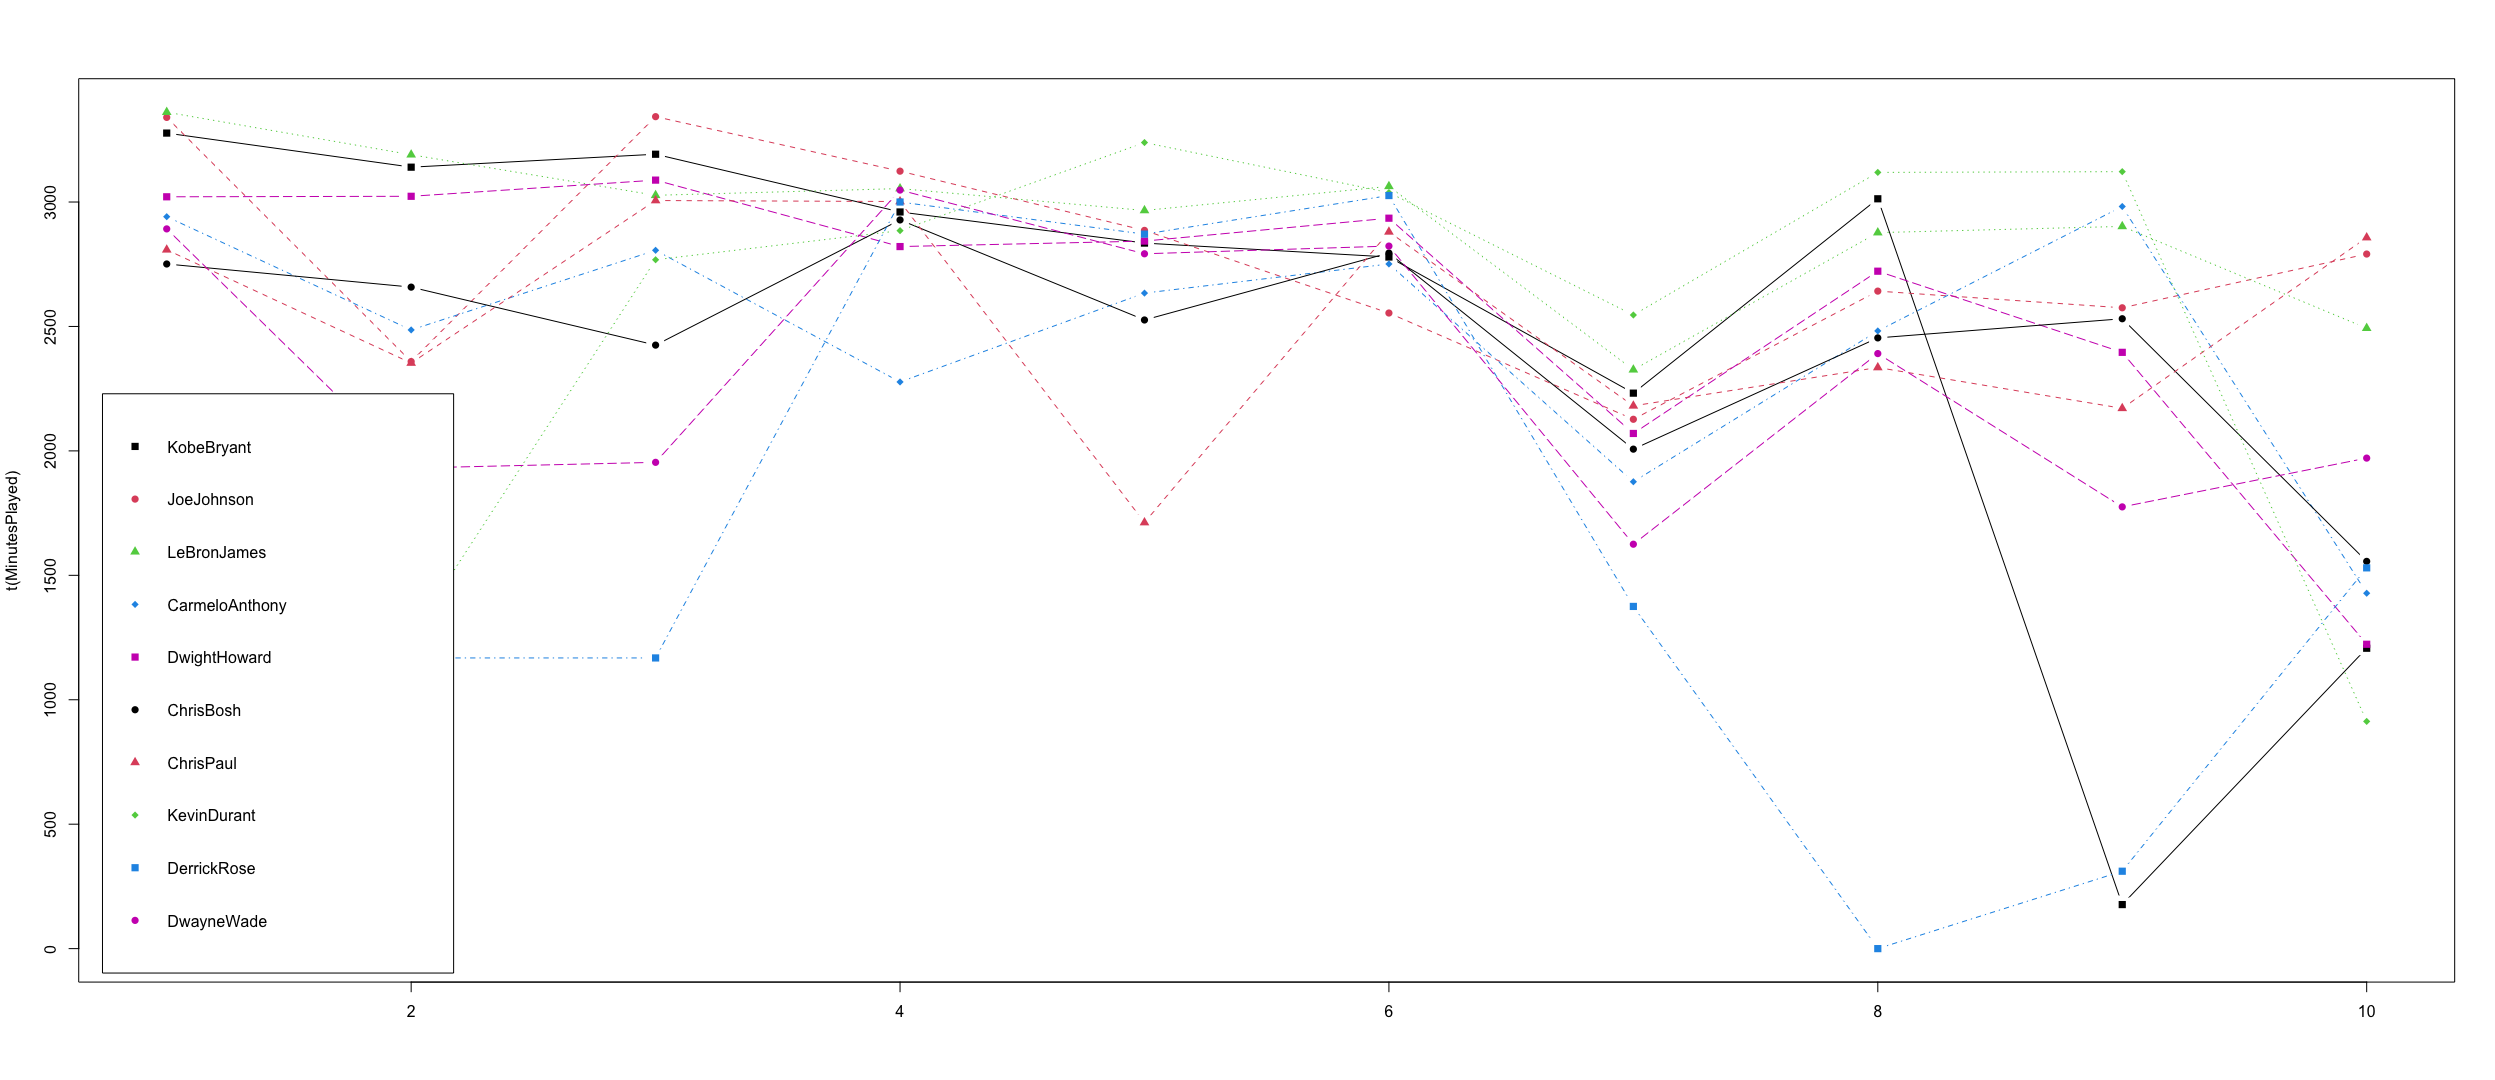 t(MinutesPlayed)
3000
2500
2000
1500
1000
500
0
KobeBryant
JoeJohnson
LeBronJames
CarmeloAnthony
DwightHoward
ChrisBosh
ChrisPaul
KevinDurant
DerrickRose
DwayneWade
2 4 6 8 10